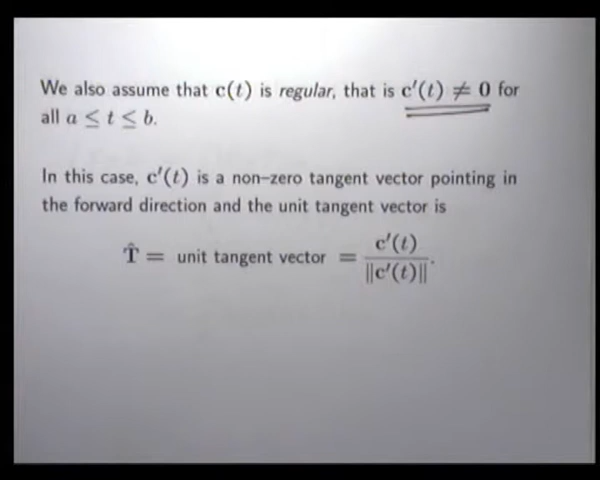 We also assume that c(t) is regular, that is c′(t) ≠ 0 for
all a ≤ t ≤ b.
In this case, c′(t) is a non–zero tangent vector pointing in
the forward direction and the unit tangent vector is
T̂ = unit tangent vector = c′(t) / ‖c′(t)‖.